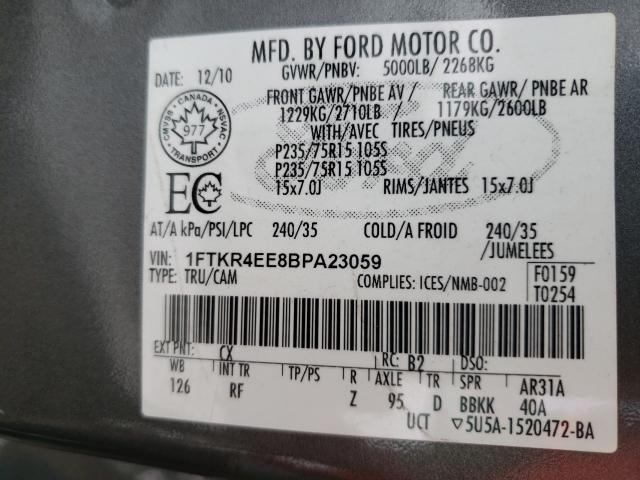 MFD. BY FORD MOTOR CO.
DATE: 12/10
GVWR/PNBV: 5000LB/ 2268KG
FRONT GAWR/PNBE AV / REAR GAWR/ PNBE AR
1229KG/2710LB 1179KG/2600LB
WITH/AVEC TIRES/PNEUS
P235/75R15 105S
P235/75R15 105S
15x7.0J RIMS/JANTES 15x7.0J
CMVSS CANADA NSVAC
977
TRANSPORT
EC
AT/A kPa/PSI/LPC 240/35 COLD/A FROID 240/35
/JUMELEES
VIN: 1FTKR4EE8BPA23059
TYPE: TRU/CAM COMPLIES: ICES/NMB-002
F0159
T0254
EXT PNT: CX RC: B2 DSO:
WB INT TR TP/PS R AXLE TR SPR AR31A
126 RF Z 95 D BBKK 40A
UCT ▽5U5A-1520472-BA